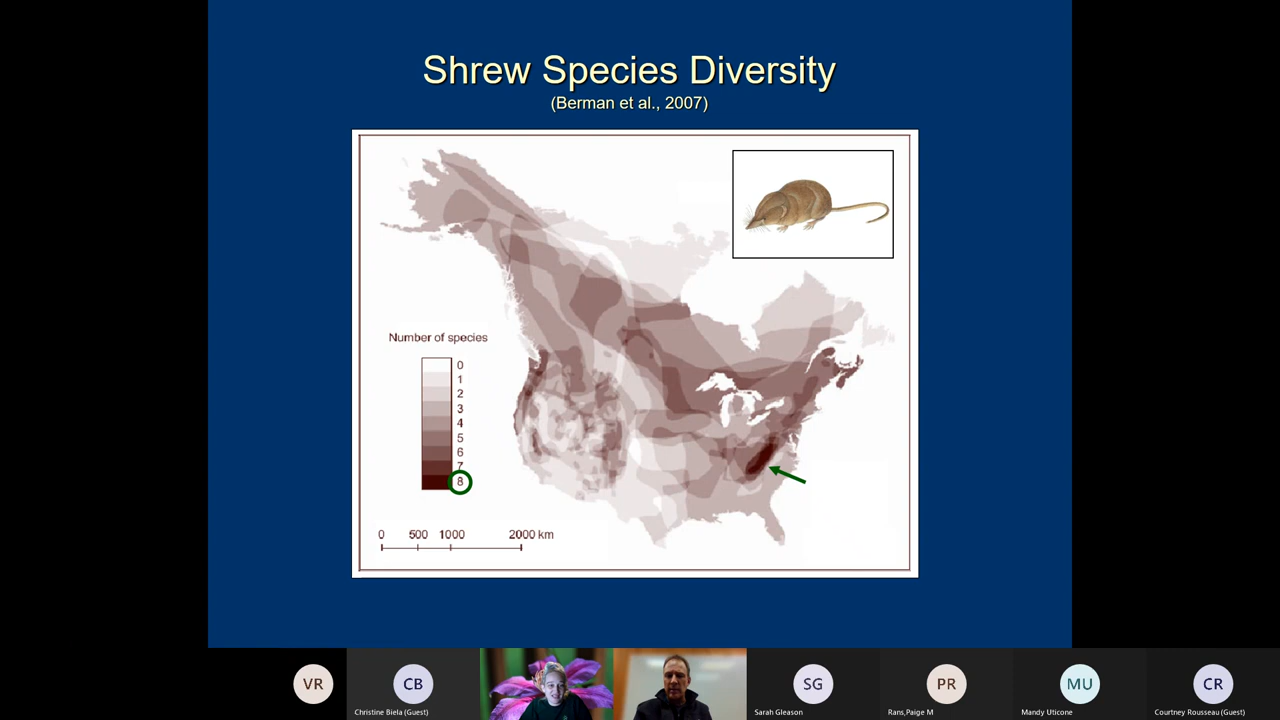 Shrew Species Diversity
(Berman et al., 2007)
Number of species
0
1
2
3
4
5
6
7
8
0 500 1000 2000 km
VR
CB
SG
PR
MU
CR
Christine Biela (Guest)
Sarah Gleason
Rans,Paige M
Mandy Uticone
Courtney Rousseau (Guest)